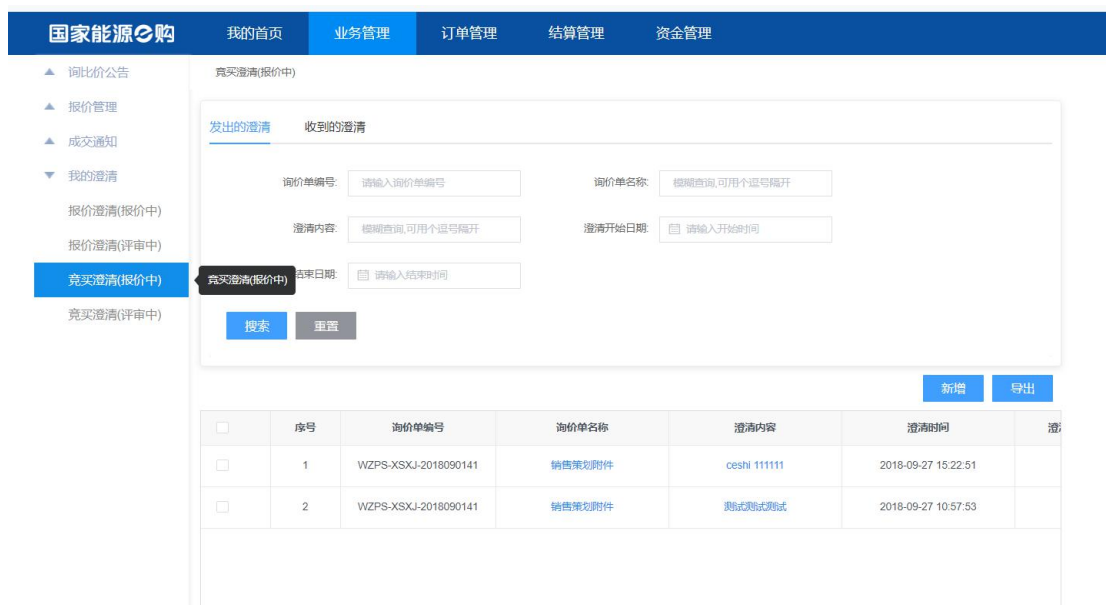 国家能源e购 我的首页 业务管理 订单管理 结算管理 资金管理
询比价公告
报价管理
成交通知
我的澄清
报价澄清(报价中)
报价澄清(评审中)
竞买澄清(报价中)
竞买澄清(评审中)
竞买澄清(报价中)
竞买澄清(报价中)
发出的澄清 收到的澄清
询价单编号: 请输入询价单编号 询价单名称: 模糊查询,可用个逗号隔开
澄清内容: 模糊查询,可用个逗号隔开 澄清开始日期: 请输入开始时间
结束日期: 请输入结束时间
搜索 重置
新增 导出
序号 询价单编号 询价单名称 澄清内容 澄清时间
1 WZPS-XSXJ-2018090141 销售策划附件 ceshi 111111 2018-09-27 15:22:51
2 WZPS-XSXJ-2018090141 销售策划附件 测试测试测试 2018-09-27 10:57:53